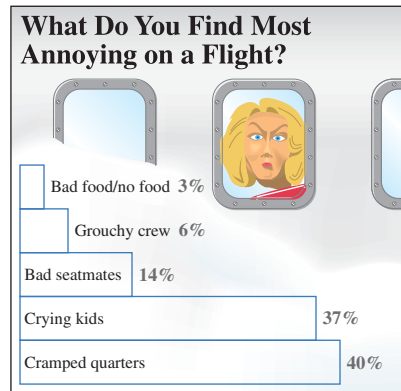 What Do You Find Most
Annoying on a Flight?
Bad food/no food 3%
Grouchy crew 6%
Bad seatmates 14%
Crying kids 37%
Cramped quarters 40%